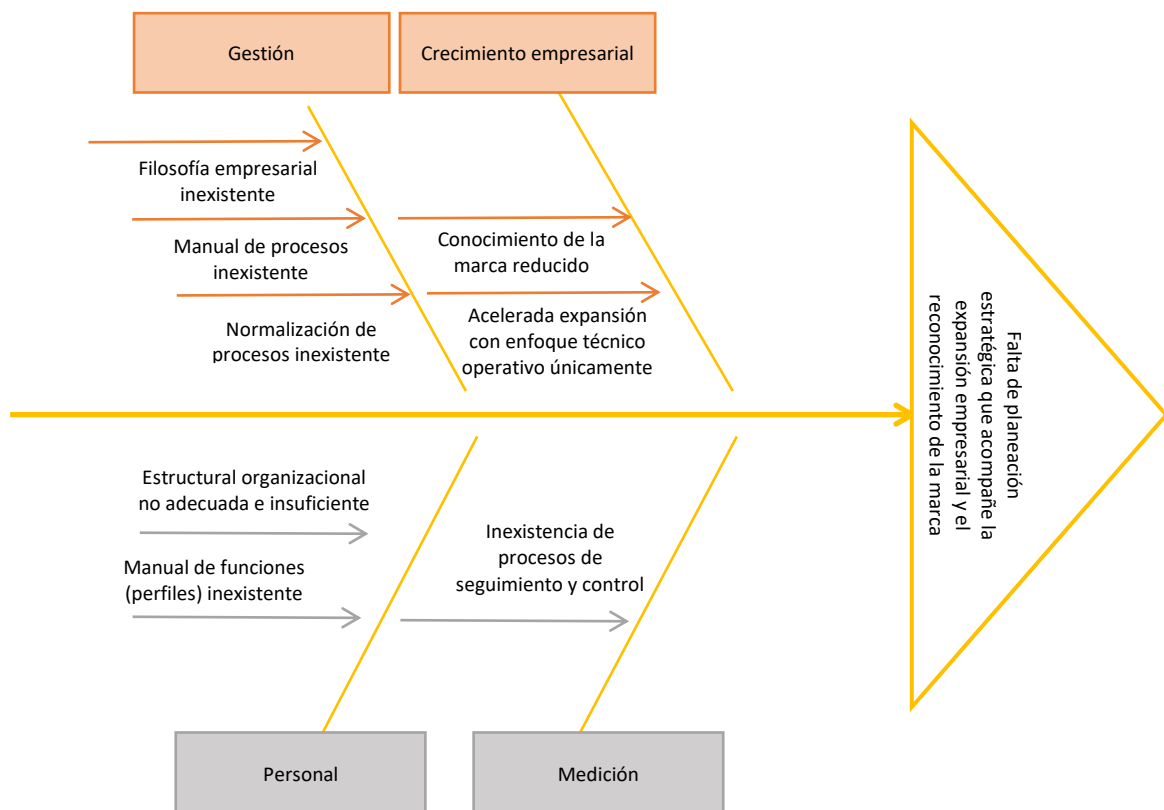 Gestión
Crecimiento empresarial
Filosofía empresarial
inexistente
Manual de procesos
inexistente
Normalización de
procesos inexistente
Conocimiento de la
marca reducido
Acelerada expansión
con enfoque técnico
operativo únicamente
Falta de planeación
estratégica que acompañe la
expansión empresarial y el
reconocimiento de la marca
Estructural organizacional
no adecuada e insuficiente
Manual de funciones
(perfiles) inexistente
Inexistencia de
procesos de
seguimiento y control
Personal
Medición